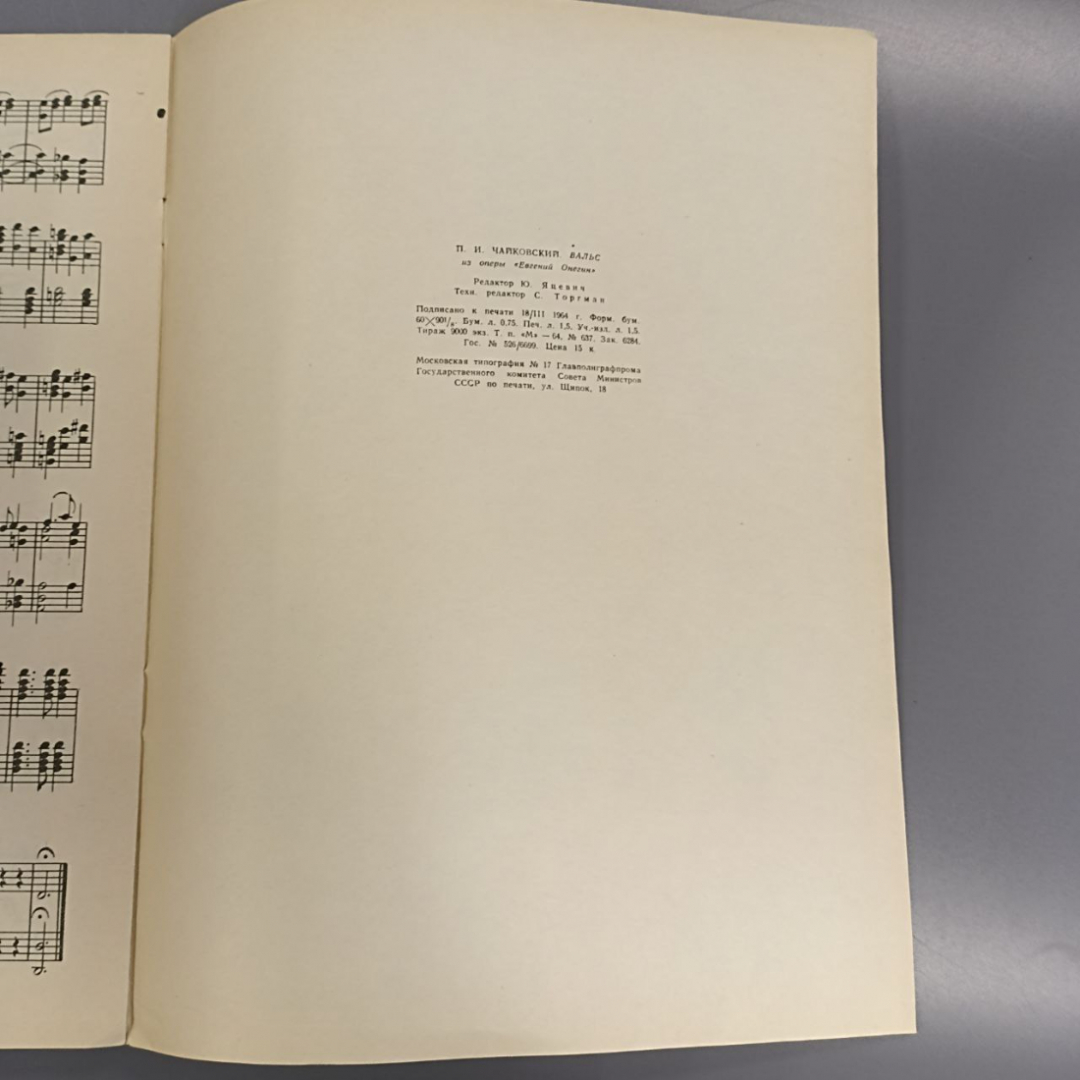 П. И. ЧАЙКОВСКИЙ. ВАЛЬС
из оперы «Евгений Онегин»
Редактор Ю. Яцевич
Техн. редактор С. Торгман
Подписано к печати 18/III 1964 г. Форм. бум.
60×90⅛. Бум. л. 0,75. Печ. л. 1,5. Уч.-изд. л. 1,5.
Тираж 9000 экз. Т. п. «М» — 64, № 637. Зак. 6284.
Гос. № 526/6699. Цена 15 к.
Московская типография № 17 Главполиграфпрома
Государственного комитета Совета Министров
СССР по печати, ул. Щипок, 18